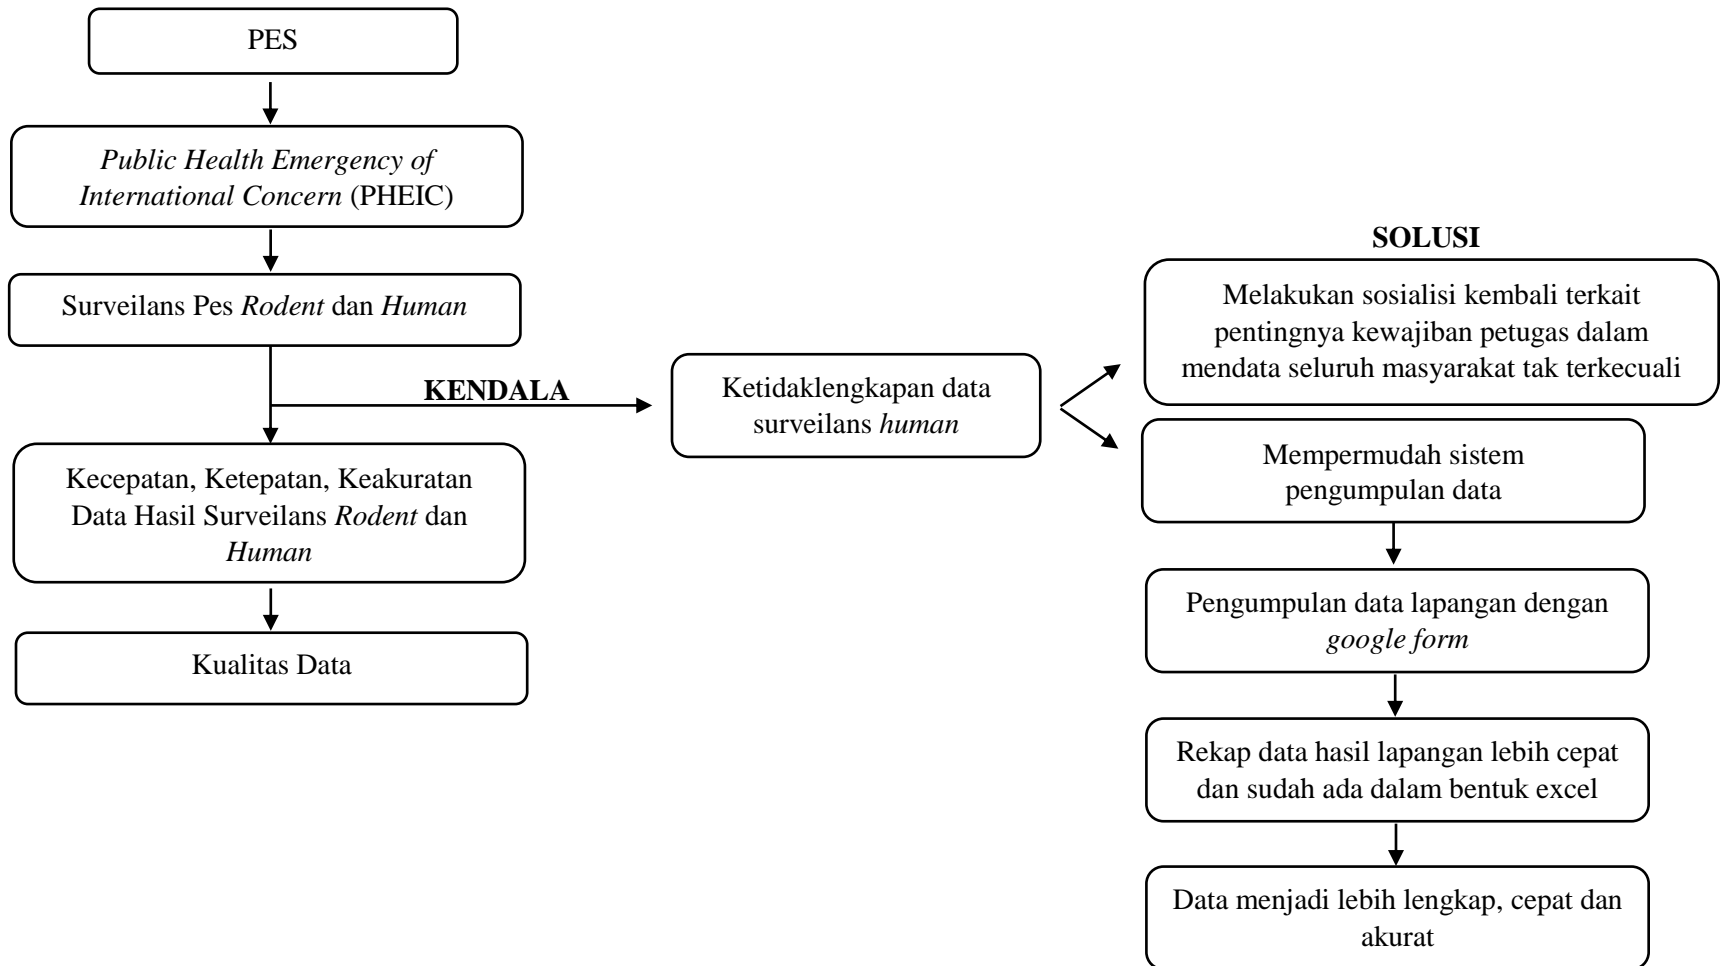 PES
Public Health Emergency of
International Concern (PHEIC)
Surveilans Pes Rodent dan Human
KENDALA
Kecepatan, Ketepatan, Keakuratan
Data Hasil Surveilans Rodent dan
Human
Kualitas Data
Ketidaklengkapan data
surveilans human
SOLUSI
Melakukan sosialisi kembali terkait
pentingnya kewajiban petugas dalam
mendata seluruh masyarakat tak terkecuali
Mempermudah sistem
pengumpulan data
Pengumpulan data lapangan dengan
google form
Rekap data hasil lapangan lebih cepat
dan sudah ada dalam bentuk excel
Data menjadi lebih lengkap, cepat dan
akurat